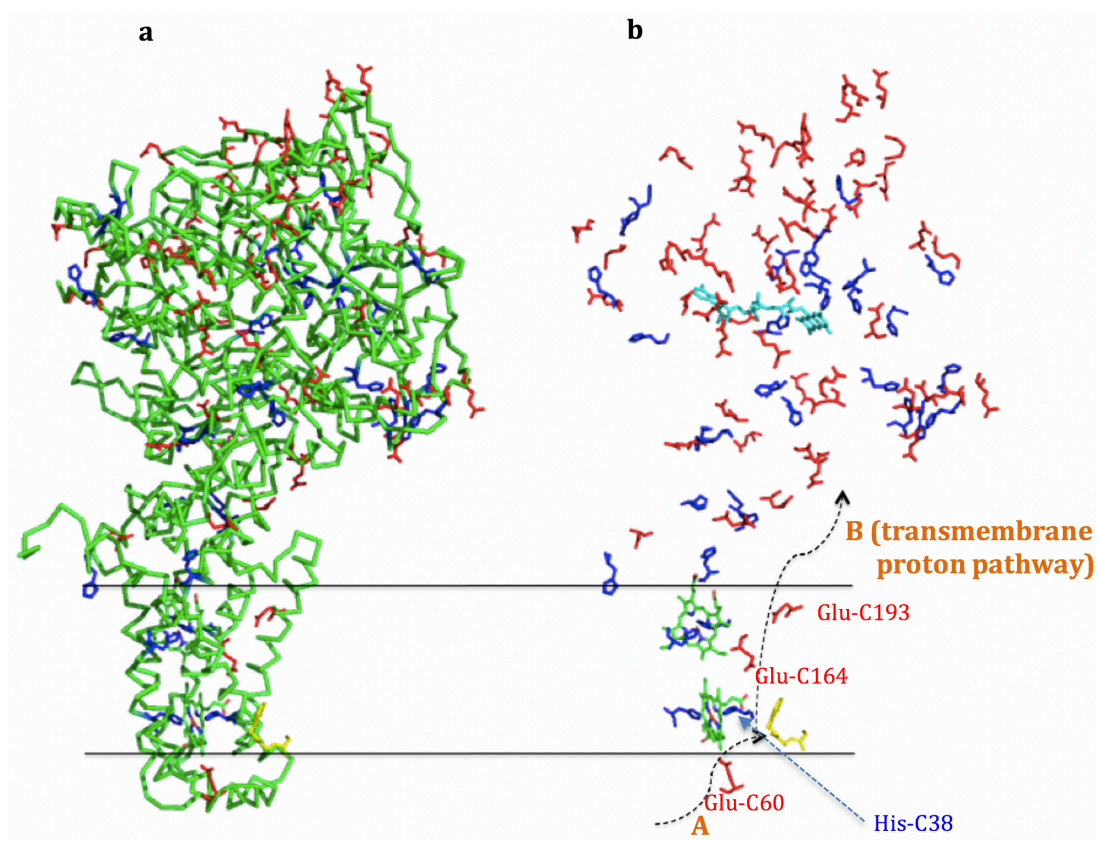 a
b
B (transmembrane
proton pathway)
Glu-C193
Glu-C164
Glu-C60
A
His-C38